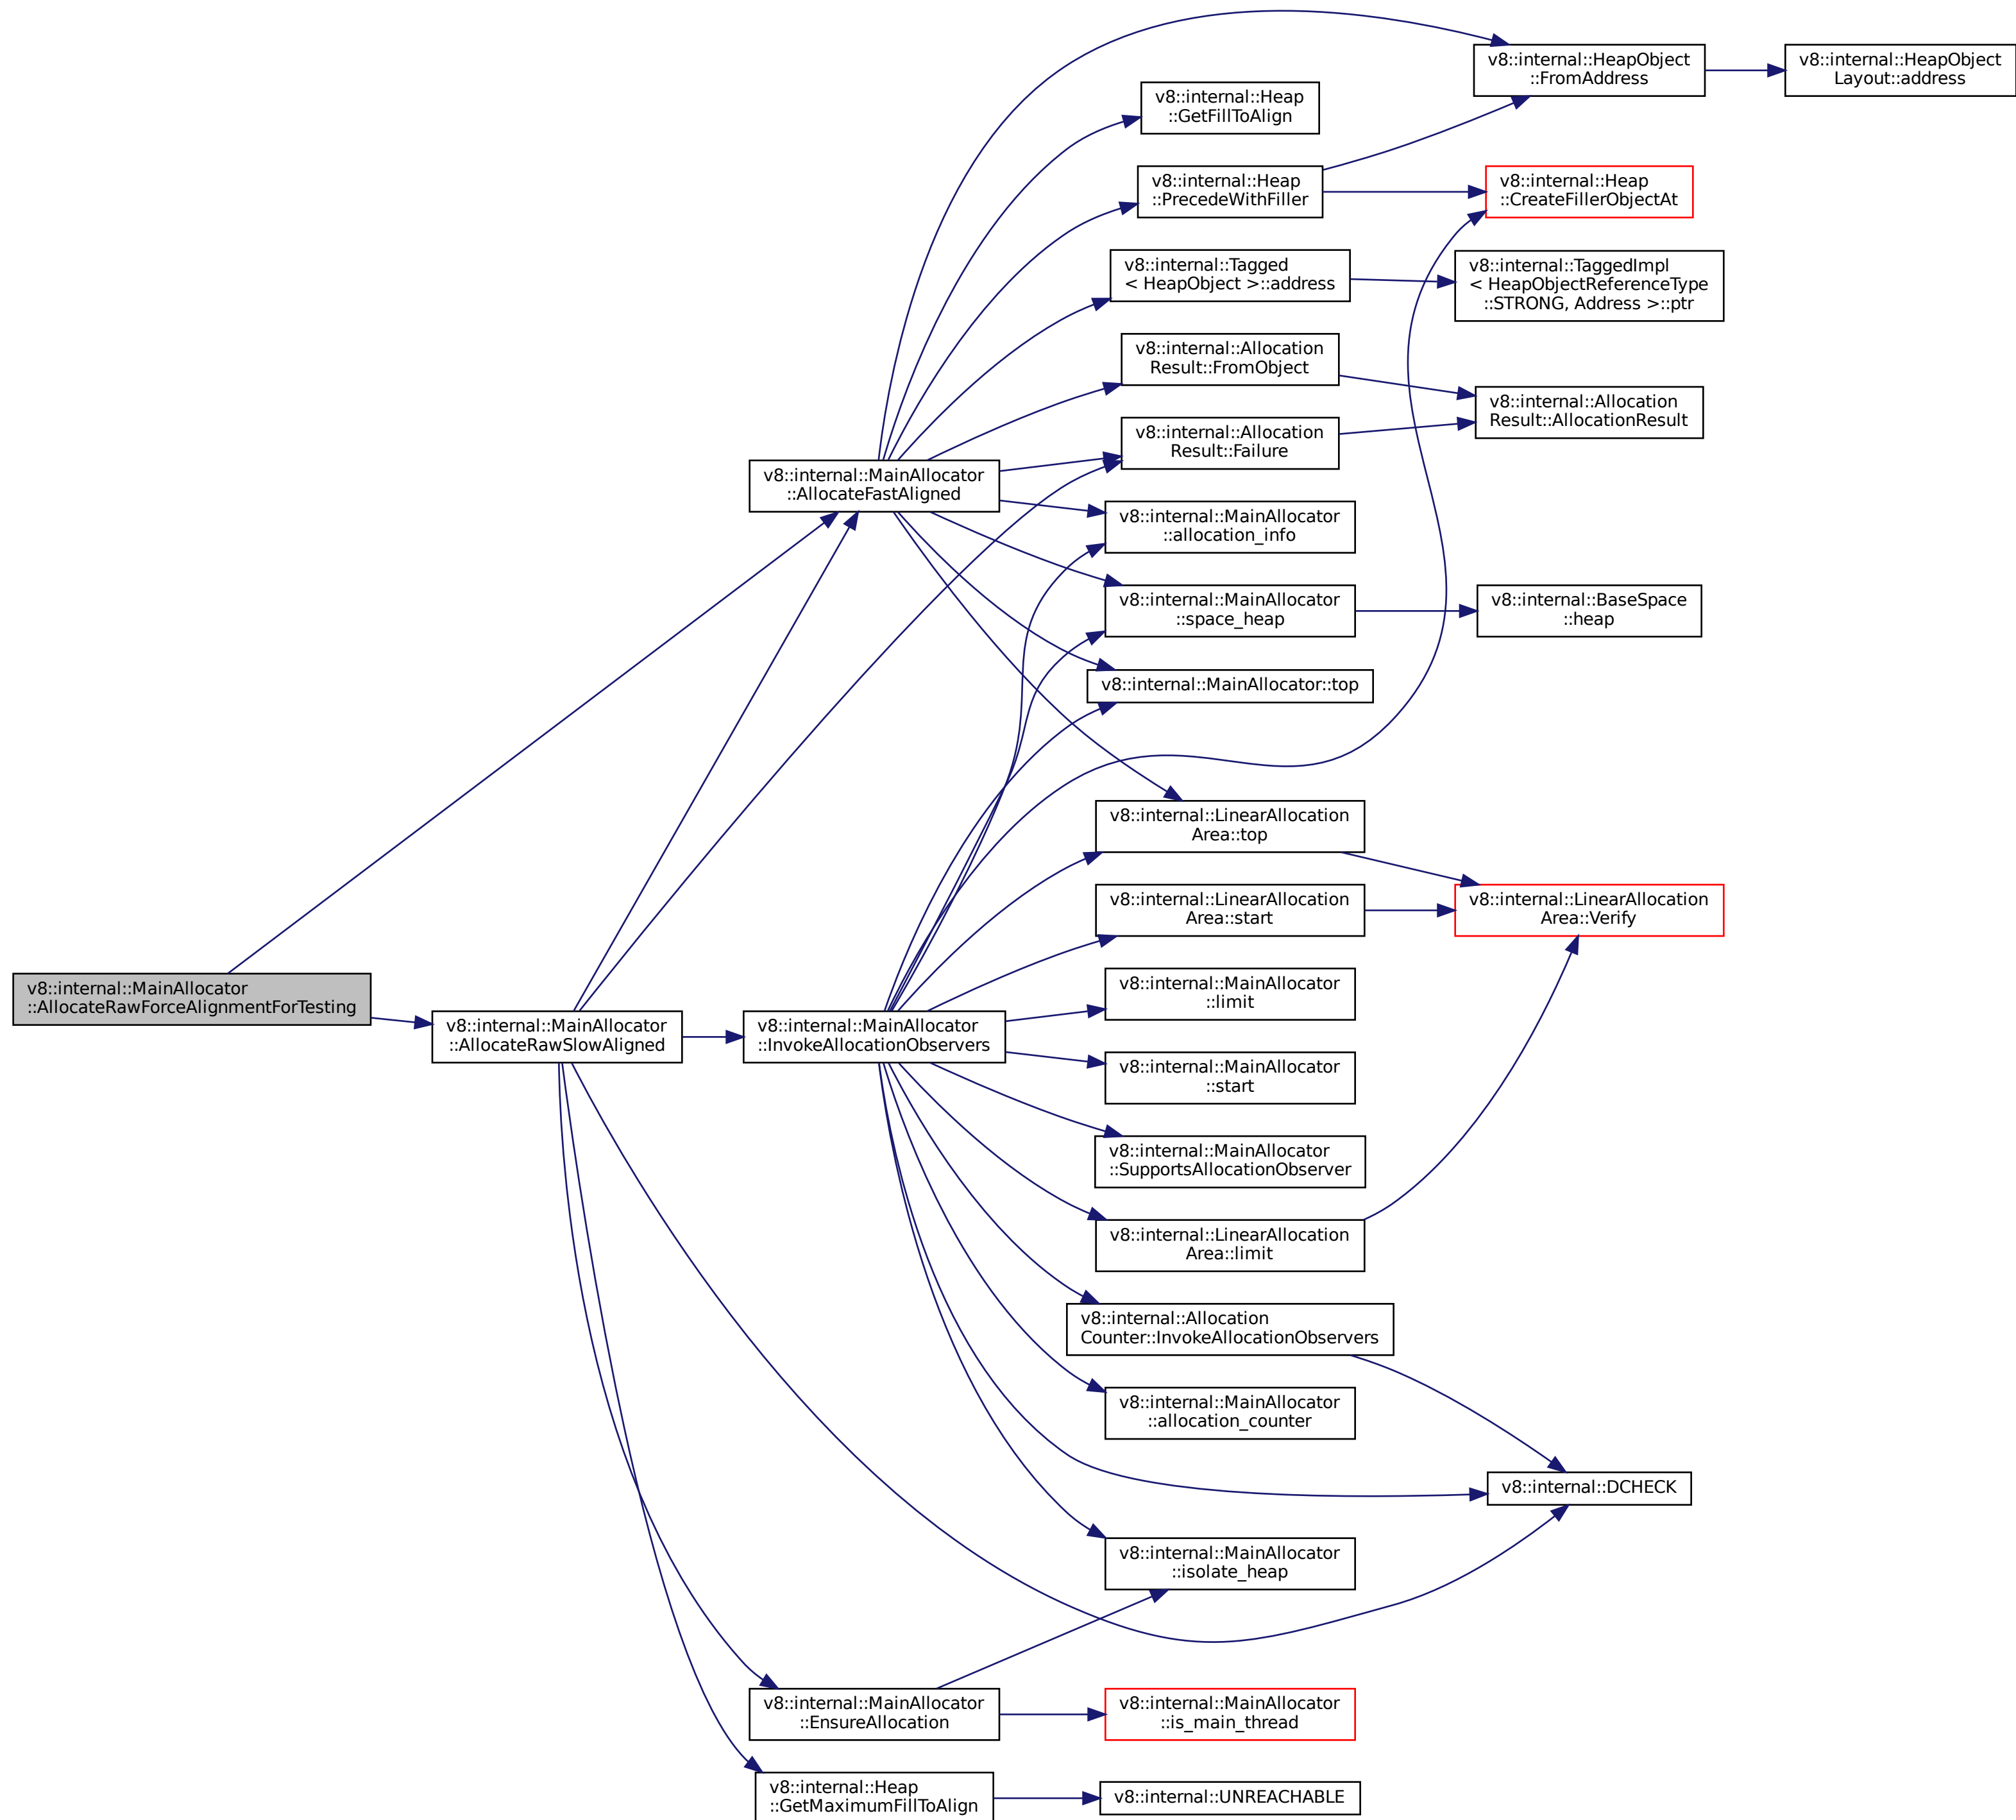 v8::internal::HeapObject
::FromAddress
v8::internal::HeapObject
Layout::address
v8::internal::Heap
::GetFillToAlign
v8::internal::Heap
::PrecedeWithFiller
v8::internal::Heap
::CreateFillerObjectAt
v8::internal::Tagged
< HeapObject >::address
v8::internal::TaggedImpl
< HeapObjectReferenceType
::STRONG, Address >::ptr
v8::internal::Allocation
Result::FromObject
v8::internal::Allocation
Result::AllocationResult
v8::internal::Allocation
Result::Failure
v8::internal::MainAllocator
::AllocateFastAligned
v8::internal::MainAllocator
::allocation_info
v8::internal::MainAllocator
::space_heap
v8::internal::BaseSpace
::heap
v8::internal::MainAllocator::top
v8::internal::LinearAllocation
Area::top
v8::internal::LinearAllocation
Area::start
v8::internal::LinearAllocation
Area::Verify
v8::internal::MainAllocator
::AllocateRawForceAlignmentForTesting
v8::internal::MainAllocator
::limit
v8::internal::MainAllocator
::AllocateRawSlowAligned
v8::internal::MainAllocator
::InvokeAllocationObservers
v8::internal::MainAllocator
::start
v8::internal::MainAllocator
::SupportsAllocationObserver
v8::internal::LinearAllocation
Area::limit
v8::internal::Allocation
Counter::InvokeAllocationObservers
v8::internal::MainAllocator
::allocation_counter
v8::internal::DCHECK
v8::internal::MainAllocator
::isolate_heap
v8::internal::MainAllocator
::EnsureAllocation
v8::internal::MainAllocator
::is_main_thread
v8::internal::Heap
::GetMaximumFillToAlign
v8::internal::UNREACHABLE